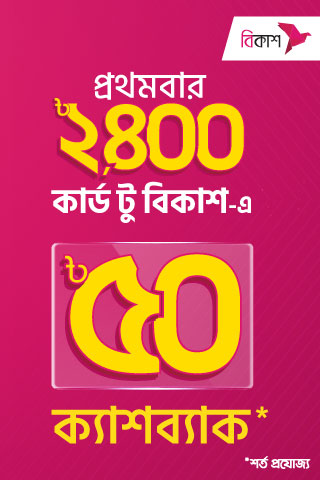 বিকাশ
প্রথমবার
৳২,৪০০
কার্ড টু বিকাশ-এ
৳৫০
ক্যাশব্যাক*
*শর্ত প্রযোজ্য